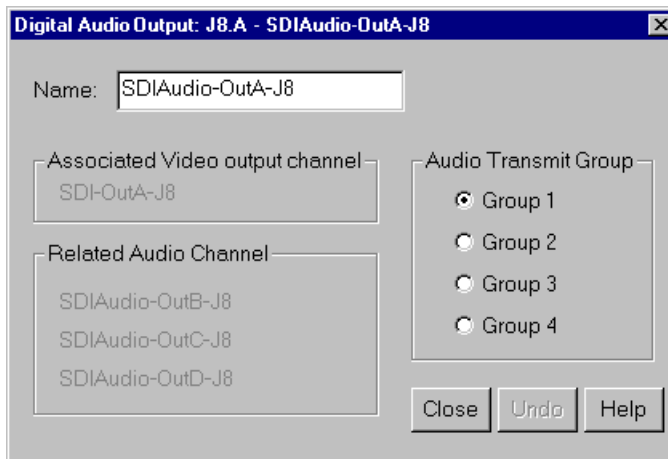 Digital Audio Output: J8.A - SDIAudio-OutA-J8
Name: SDIAudio-OutA-J8
Associated Video output channel
SDI-OutA-J8
Related Audio Channel
SDIAudio-OutB-J8
SDIAudio-OutC-J8
SDIAudio-OutD-J8
Audio Transmit Group
Group 1
Group 2
Group 3
Group 4
Close Undo Help